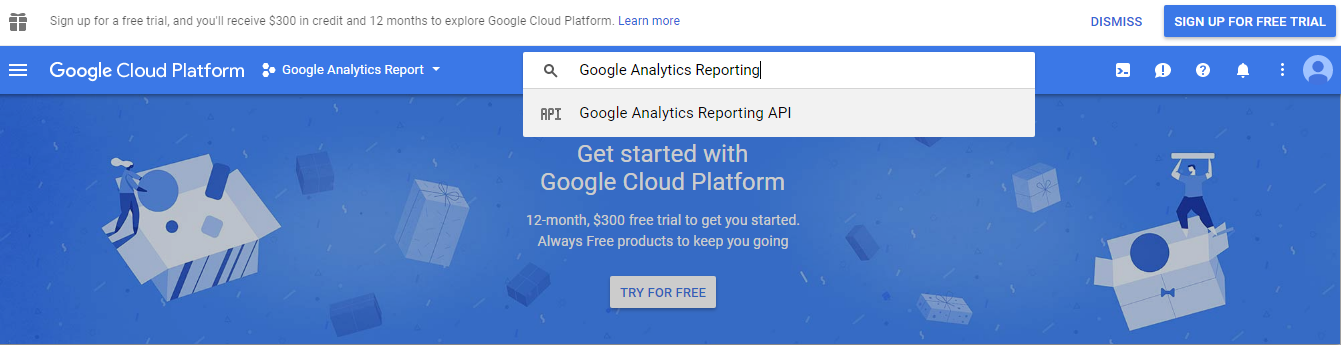 Sign up for a free trial, and you'll receive $300 in credit and 12 months to explore Google Cloud Platform. Learn more
DISMISS
SIGN UP FOR FREE TRIAL
Google Cloud Platform
Google Analytics Report
Google Analytics Reporting
API Google Analytics Reporting API
Get started with
Google Cloud Platform
12-month, $300 free trial to get you started.
Always Free products to keep you going
TRY FOR FREE